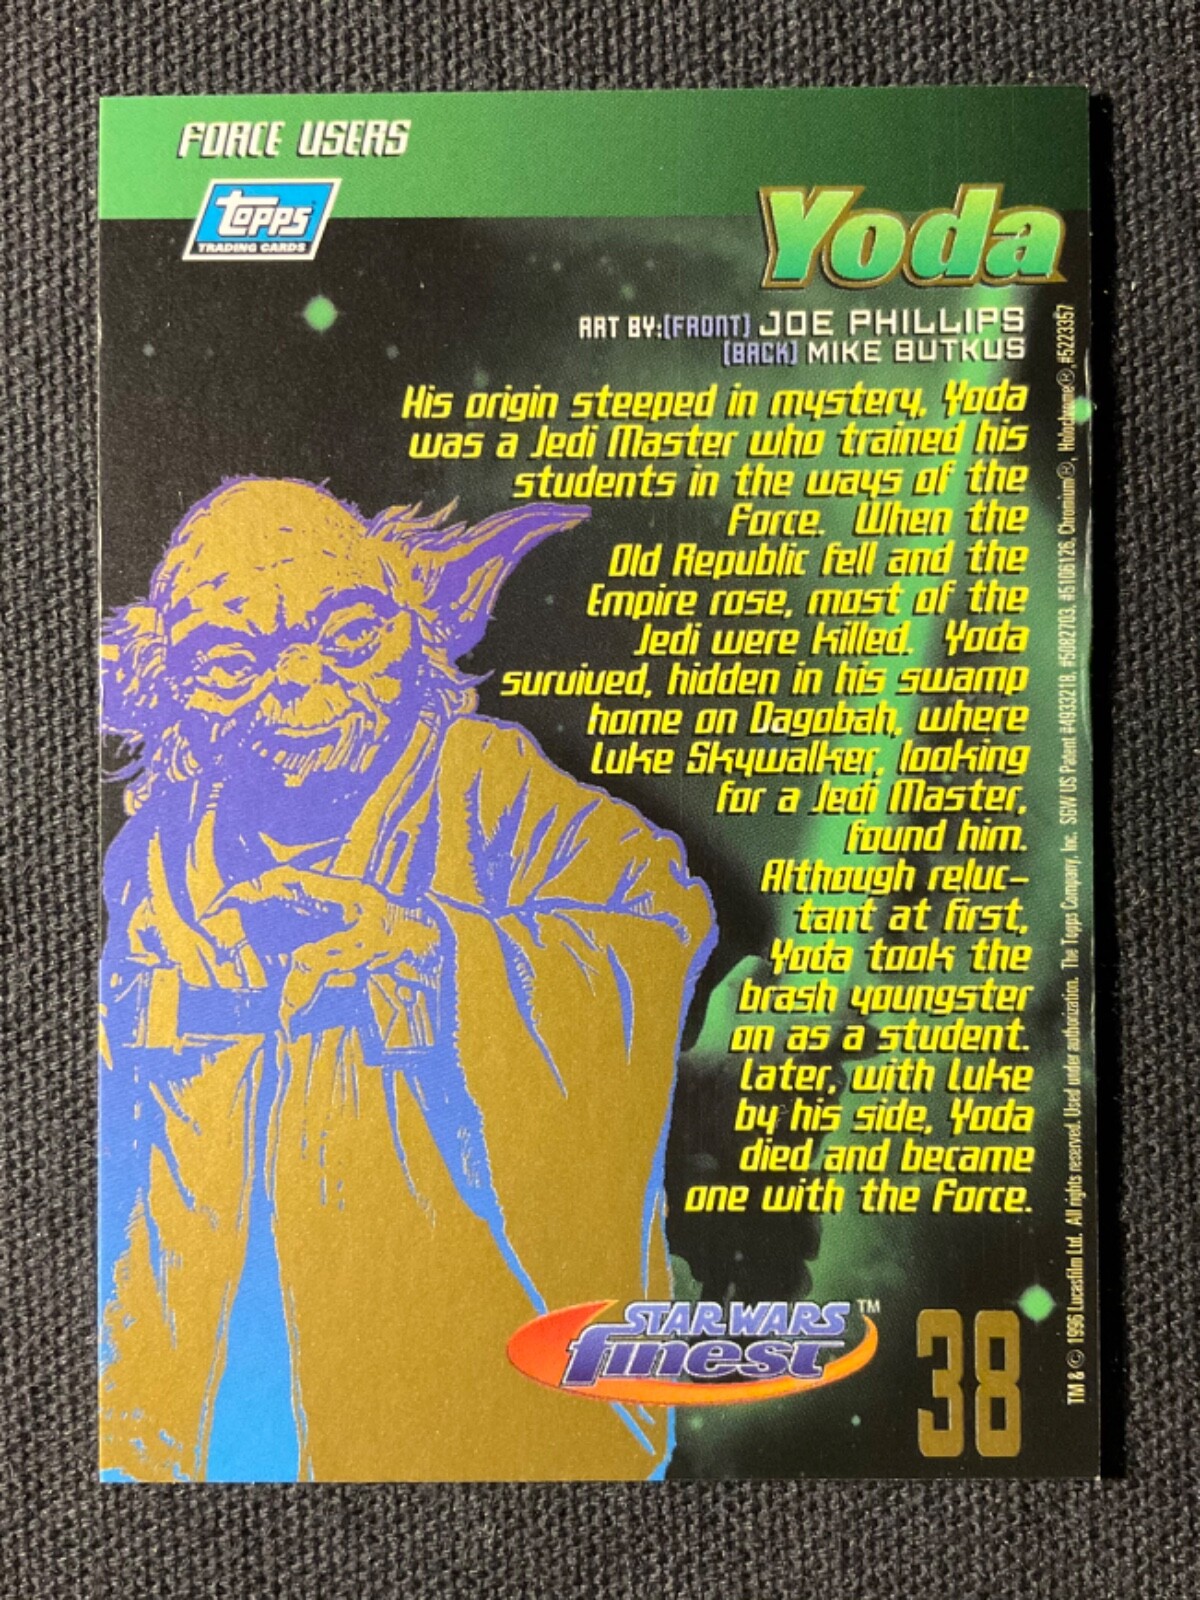 FORCE USERS
Topps
TRADING CARDS
Yoda
ART BY:[FRONT] JOE PHILLIPS
[BACK] MIKE BUTKUS
His origin steeped in mystery, Yoda
was a Jedi Master who trained his
students in the ways of the
Force. When the
Old Republic fell and the
Empire rose, most of the
Jedi were killed. Yoda
survived, hidden in his swamp
home on Dagobah, where
Luke Skywalker, looking
for a Jedi Master,
found him.
Although reluc-
tant at first,
Yoda took the
brash youngster
on as a student.
Later, with Luke
by his side, Yoda
died and became
one with the Force.
STAR WARS™
finest
38
TM & © 1996 Lucasfilm Ltd. All rights reserved. Used under authorization. The Topps Company, Inc. SGW US Patent #4933218, #5082703, #5106126, Chromium®, Holochrome®,#5223357